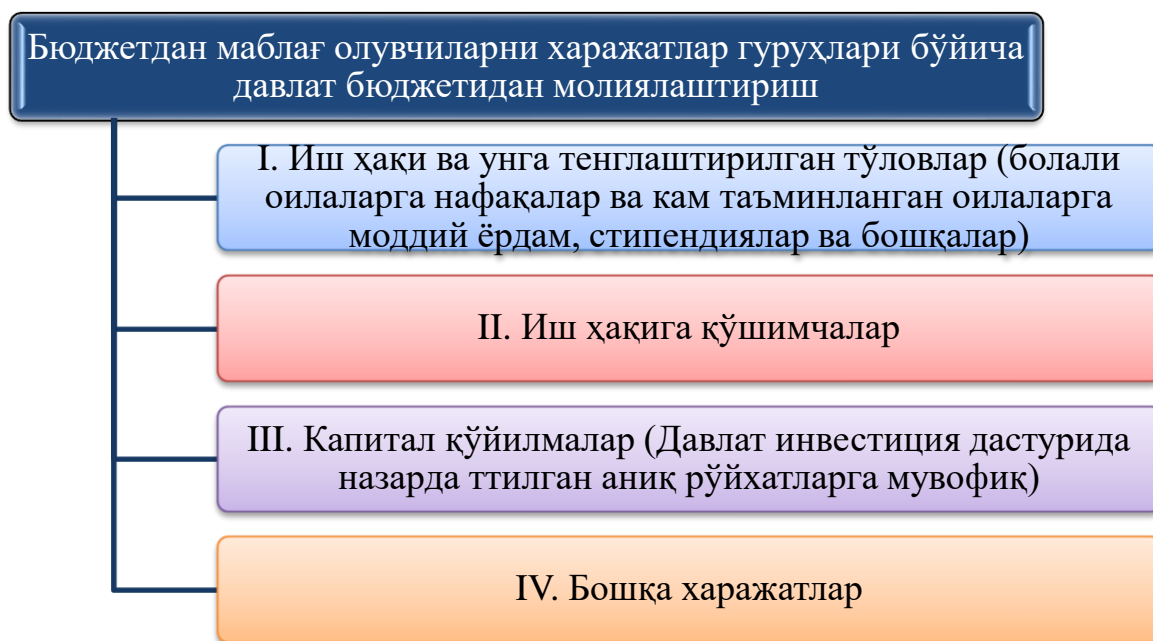 Бюджетдан маблағ олувчиларни харажатлар гуруҳлари бўйича
давлат бюджетидан молиялаштириш
I. Иш ҳақи ва унга тенглаштирилган тўловлар (болали
оилаларга нафақалар ва кам таъминланган оилаларга
моддий ёрдам, стипендиялар ва бошқалар)
II. Иш ҳақига қўшимчалар
III. Капитал қўйилмалар (Давлат инвестиция дастурида
назарда ттилган аниқ рўйхатларга мувофиқ)
IV. Бошқа харажатлар